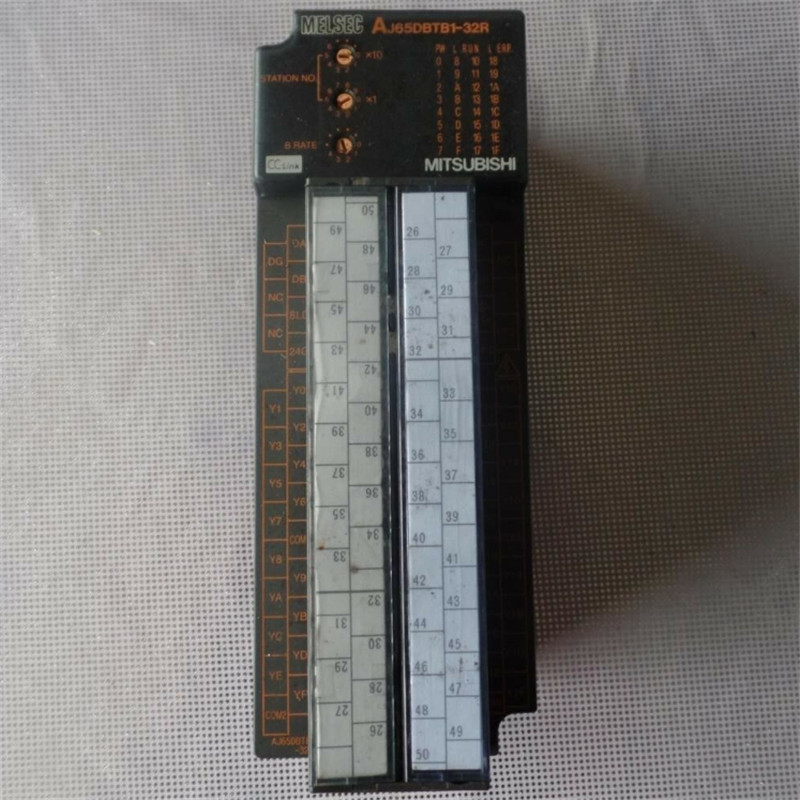 MELSEC AJ65DBTB1-32R
PW L RUN L ERR.
0 8 10 18
1 9 11 19
2 A 12 1A
3 B 13 1B
4 C 14 1C
5 D 15 1D
6 E 16 1E
7 F 17 1F
STATION NO.
×10
×1
B.RATE
CC-Link
MITSUBISHI
DA
DG
DB
NC
NC
24G
Y0
Y1
Y2
Y3
Y4
Y5
Y6
Y7
COM
Y8
YA
YB
YC
YD
YE
YF
COM2
50
49
48
47
46
45
44
43
42
41
40
39
38
37
36
35
34
33
32
31
30
29
28
27
26
26
27
28
29
30
31
32
33
34
35
36
37
38
39
40
41
42
43
44
45
46
47
48
49
50